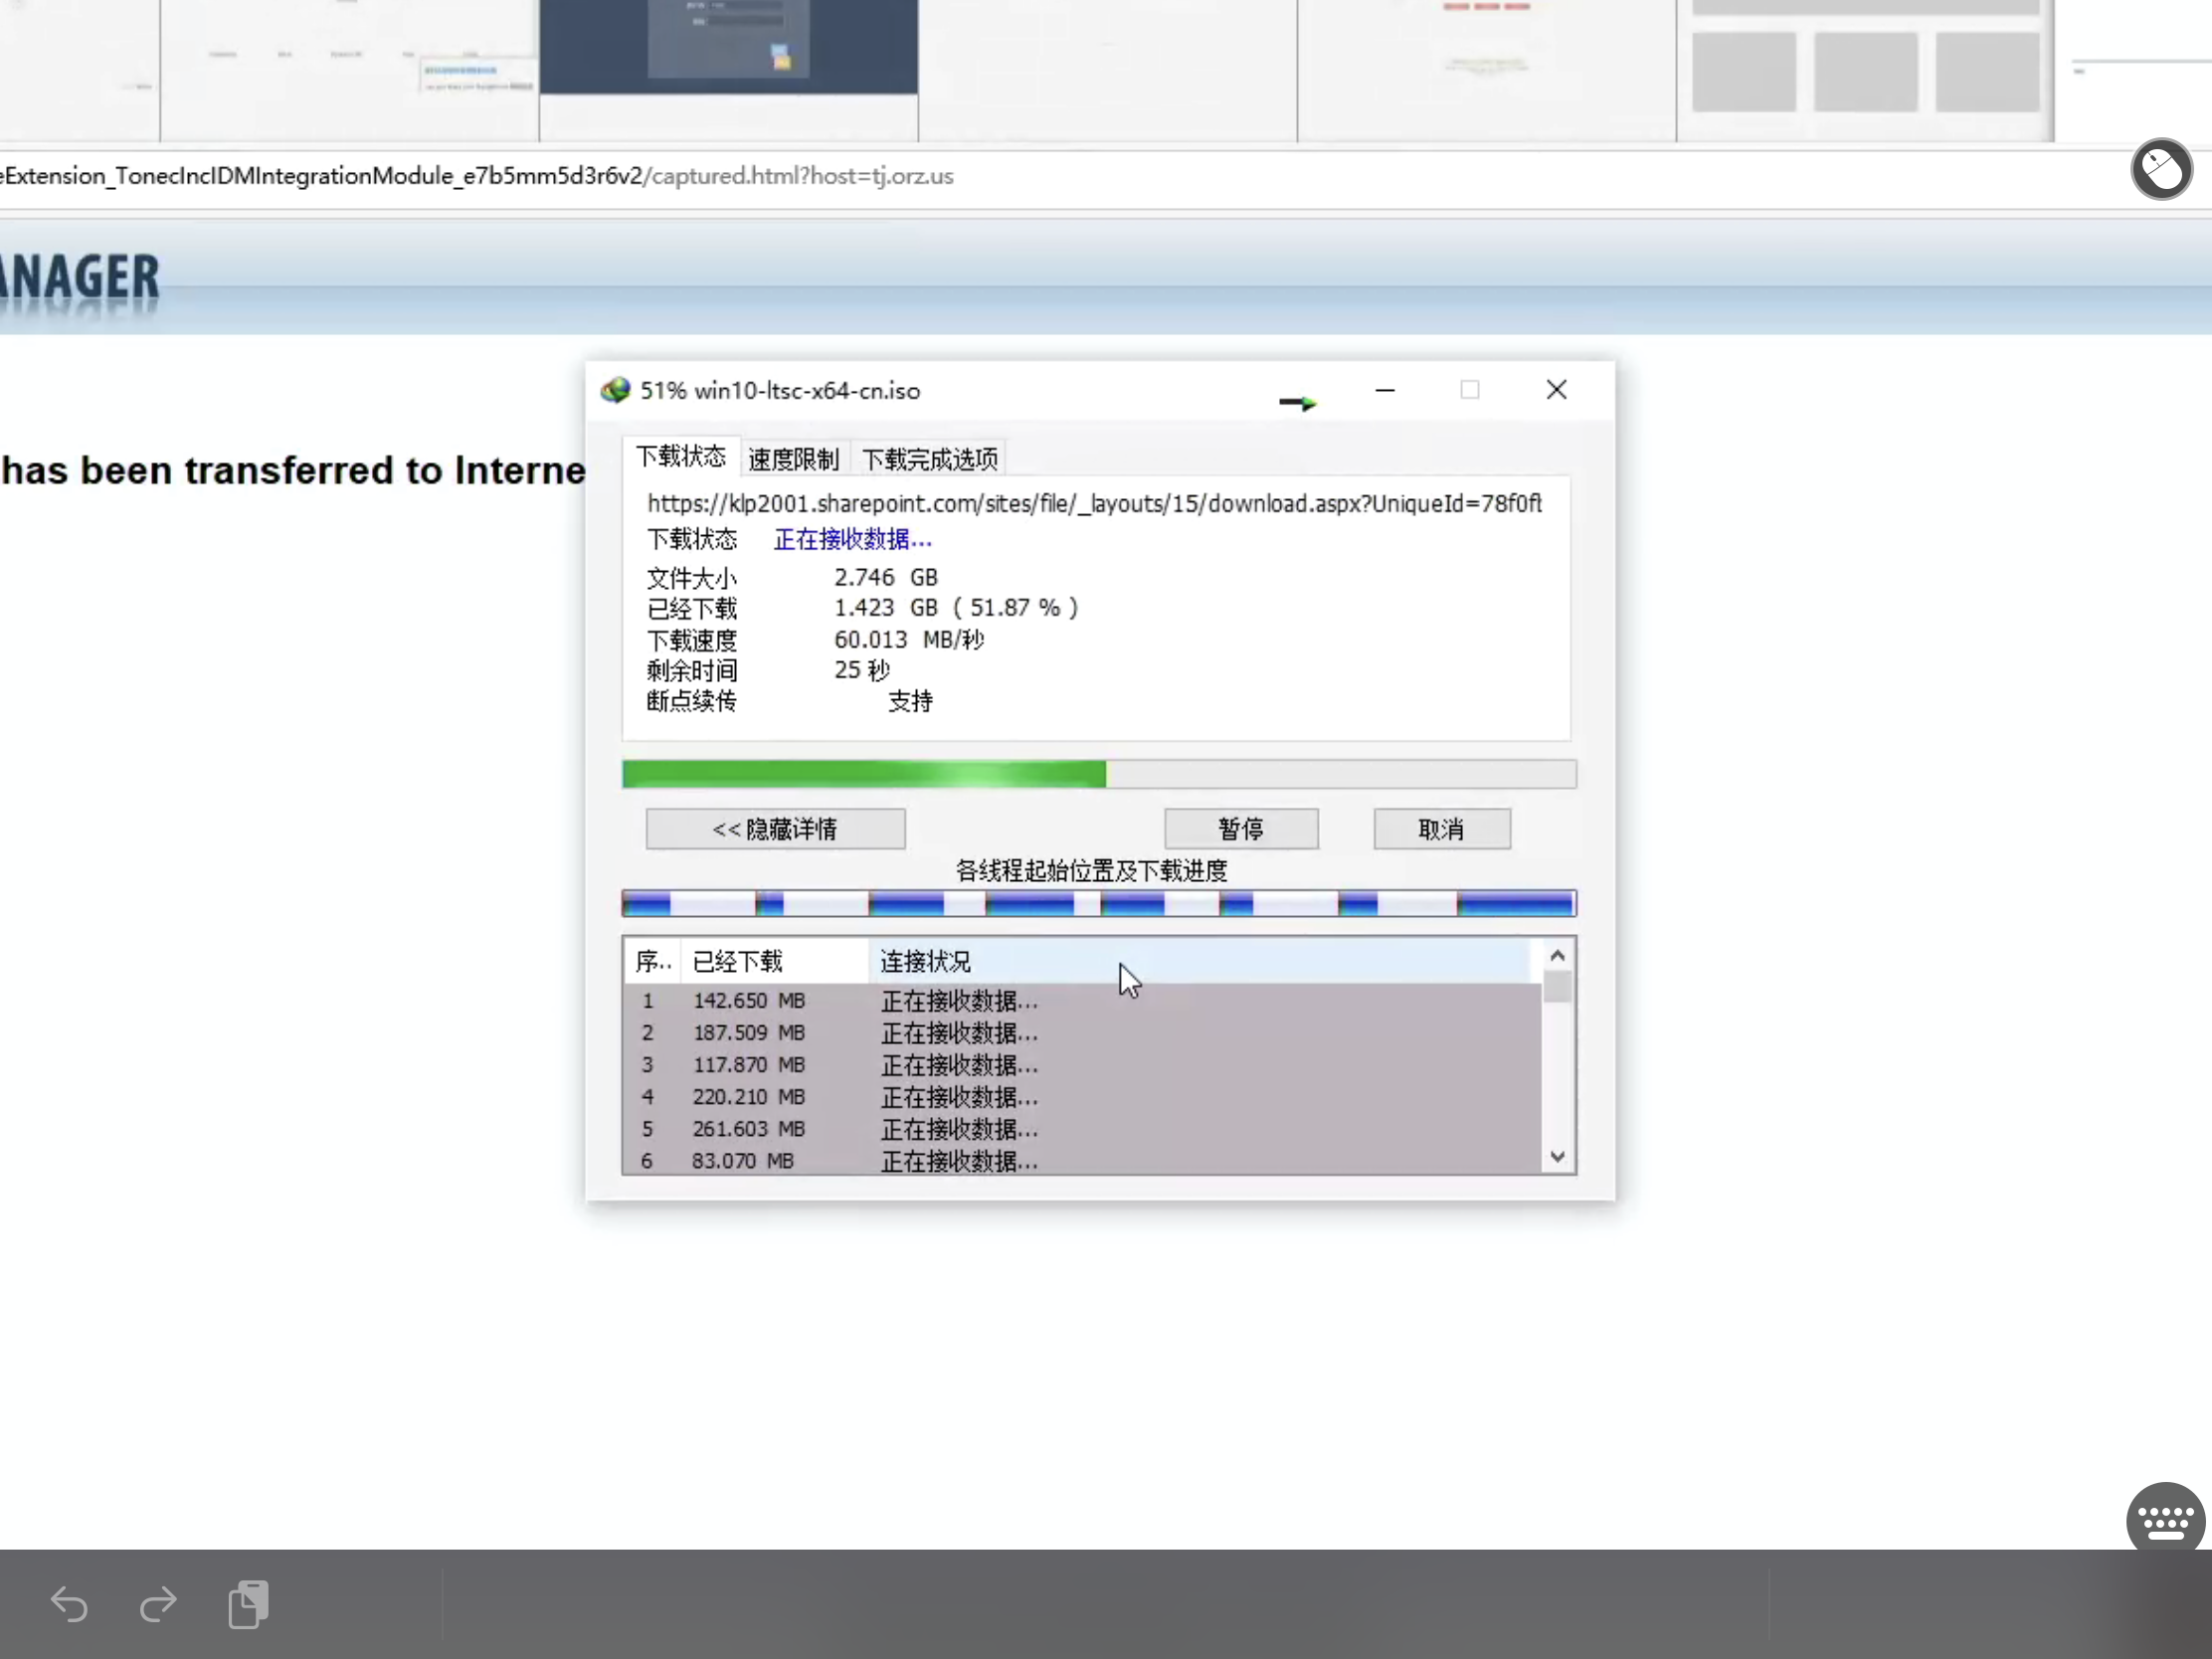 eExtension_TonecIncIDMIntegrationModule_e7b5mm5d3r6v2/captured.html?host=tj.orz.us
ANAGER
has been transferred to Interne
51% win10-ltsc-x64-cn.iso
下载状态 速度限制 下载完成选项
https://klp2001.sharepoint.com/sites/file/_layouts/15/download.aspx?UniqueId=78f0fb
下载状态 正在接收数据...
文件大小 2.746 GB
已经下载 1.423 GB ( 51.87 % )
下载速度 60.013 MB/秒
剩余时间 25 秒
断点续传 支持
<< 隐藏详情 暂停 取消
各线程起始位置及下载进度
序.. 已经下载 连接状况
1 142.650 MB 正在接收数据...
2 187.509 MB 正在接收数据...
3 117.870 MB 正在接收数据...
4 220.210 MB 正在接收数据...
5 261.603 MB 正在接收数据...
6 83.070 MB 正在接收数据...